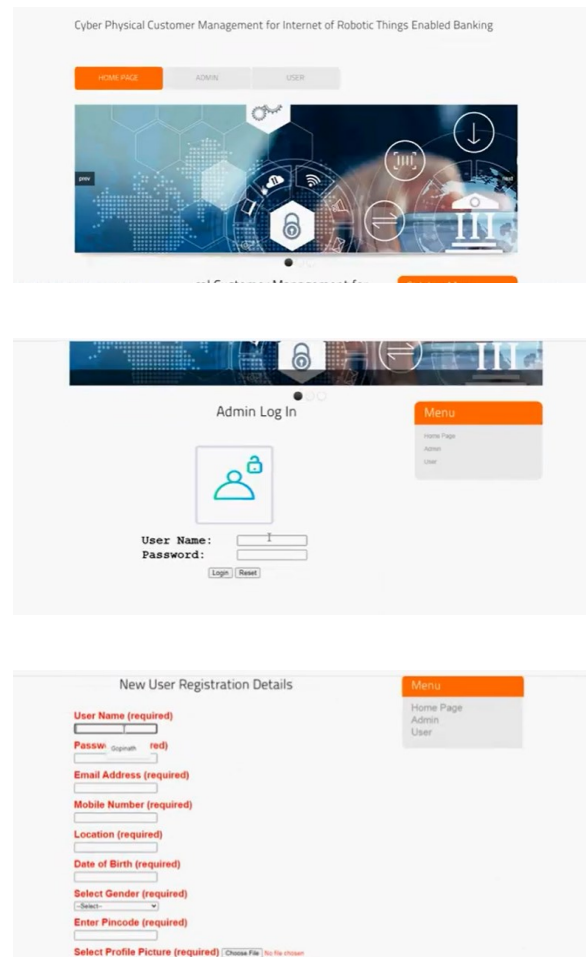 Cyber Physical Customer Management for Internet of Robotic Things Enabled Banking
HOME PAGE
ADMIN
USER
prev
next
Admin Log In
Menu
Home Page
Admin
User
User Name:
Password:
Login
Reset
New User Registration Details
Menu
Home Page
Admin
User
User Name (required)
Gopinath
Email Address (required)
Mobile Number (required)
Location (required)
Date of Birth (required)
Select Gender (required)
--Select--
Enter Pincode (required)
Select Profile Picture (required) Choose File No file chosen